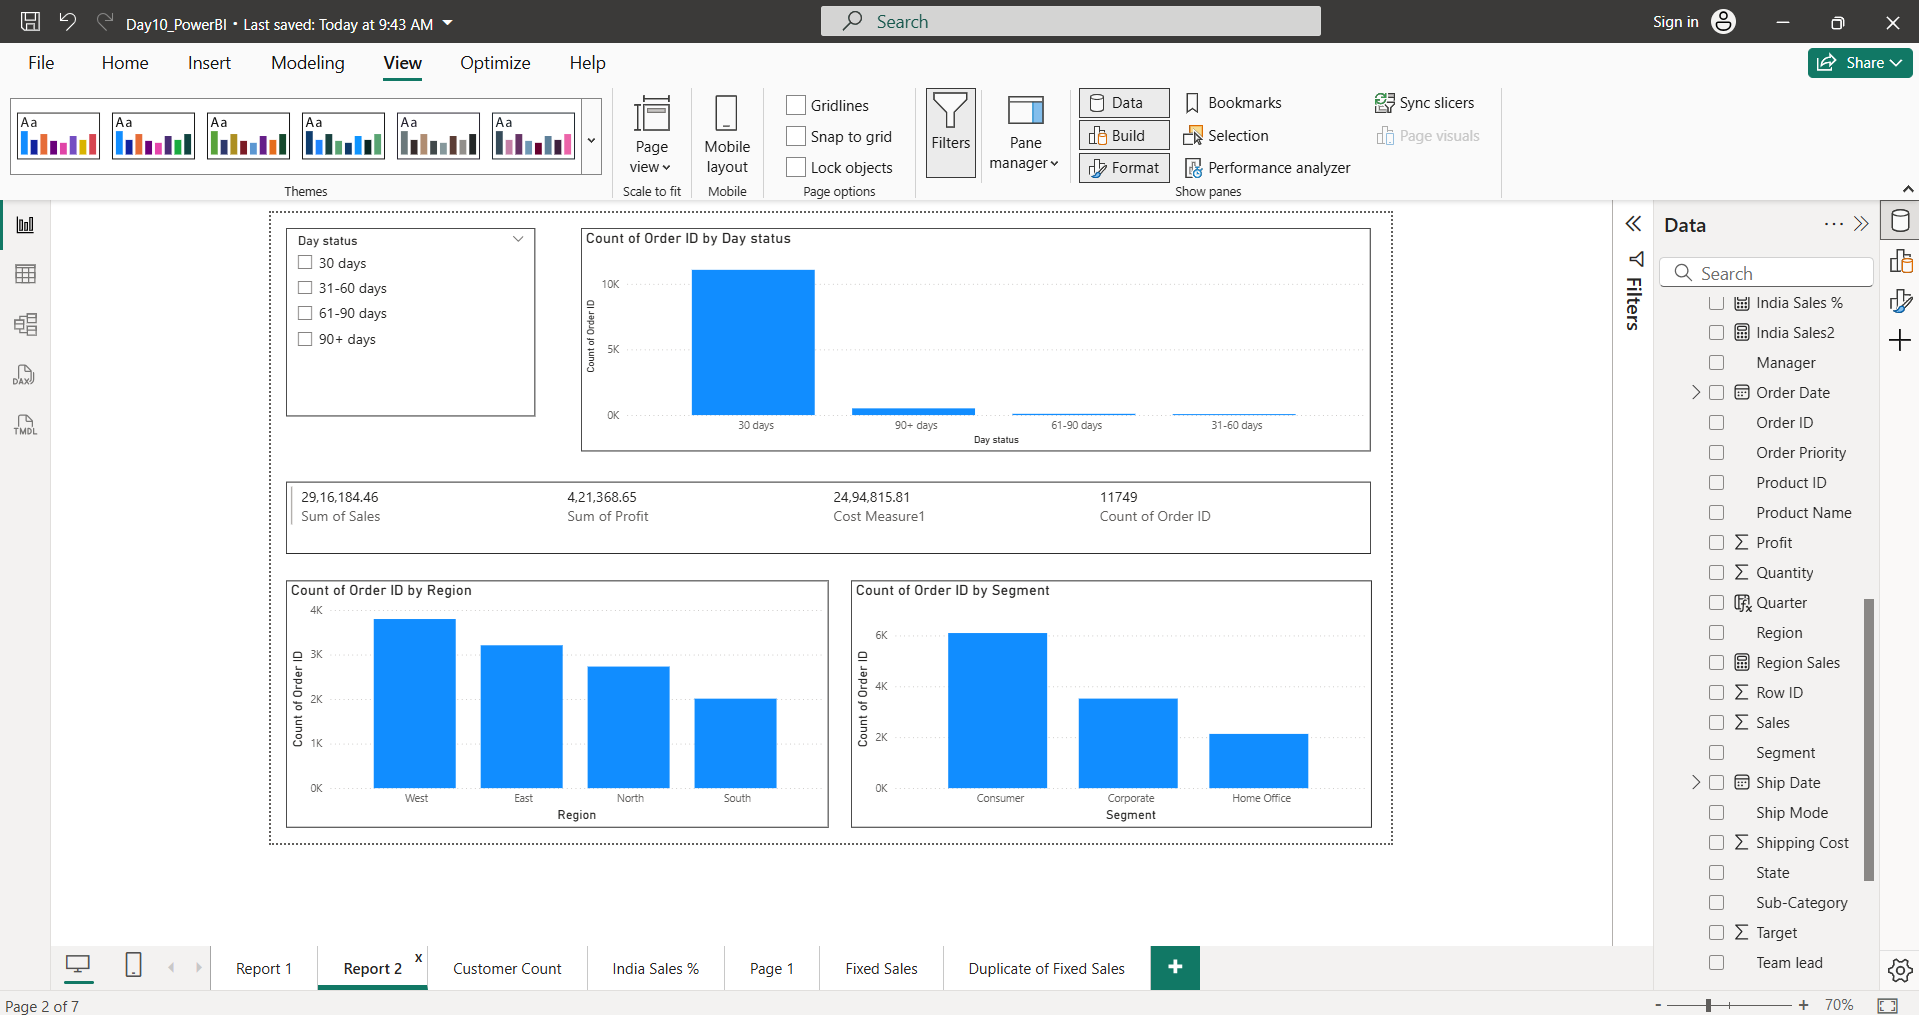 Day10_PowerBI • Last saved: Today at 9:43 AM
Search
Sign in
File
Home
Insert
Modeling
View
Optimize
Help
Share
Aa
Aa
Aa
Aa
Aa
Aa
Themes
Page view
Scale to fit
Mobile layout
Mobile
Gridlines
Snap to grid
Lock objects
Page options
Filters
Pane manager
Data
Build
Format
Bookmarks
Selection
Performance analyzer
Sync slicers
Page visuals
Show panes
DAX
TMDL
Day status
30 days
31-60 days
61-90 days
90+ days
Count of Order ID by Day status
Count of Order ID
10K
5K
0K
30 days
90+ days
61-90 days
31-60 days
Day status
29,16,184.46
Sum of Sales
4,21,368.65
Sum of Profit
24,94,815.81
Cost Measure1
11749
Count of Order ID
Count of Order ID by Region
Count of Order ID
4K
3K
2K
1K
0K
West
East
North
South
Region
Count of Order ID by Segment
Count of Order ID
6K
4K
2K
0K
Consumer
Corporate
Home Office
Segment
Filters
Data
Search
India Sales %
India Sales2
Manager
Order Date
Order ID
Order Priority
Product ID
Product Name
Profit
Quantity
Quarter
Region
Region Sales
Row ID
Sales
Segment
Ship Date
Ship Mode
Shipping Cost
State
Sub-Category
Target
Team lead
Report 1
Report 2
x
Customer Count
India Sales %
Page 1
Fixed Sales
Duplicate of Fixed Sales
+
Page 2 of 7
- + 70%